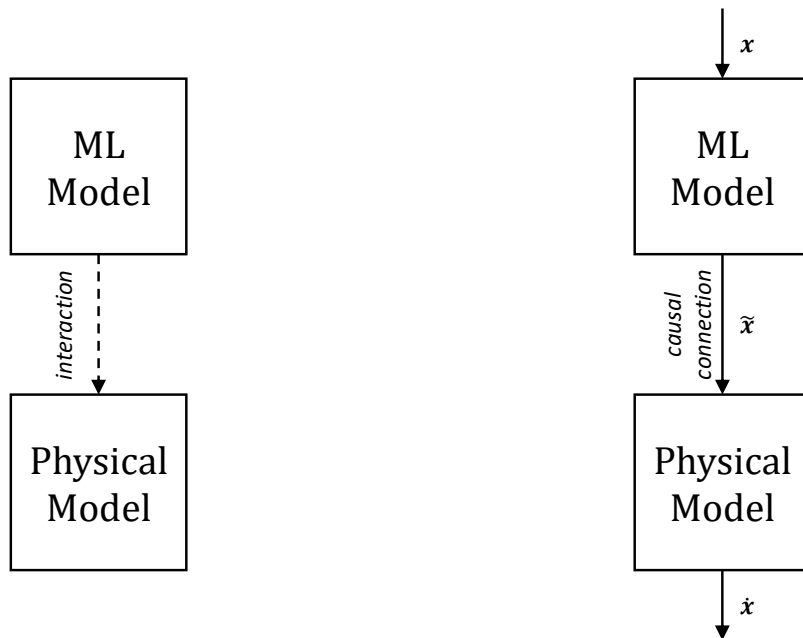 ML
Model
interaction
Physical
Model
x
ML
Model
causal
connection
x̃
Physical
Model
ẋ